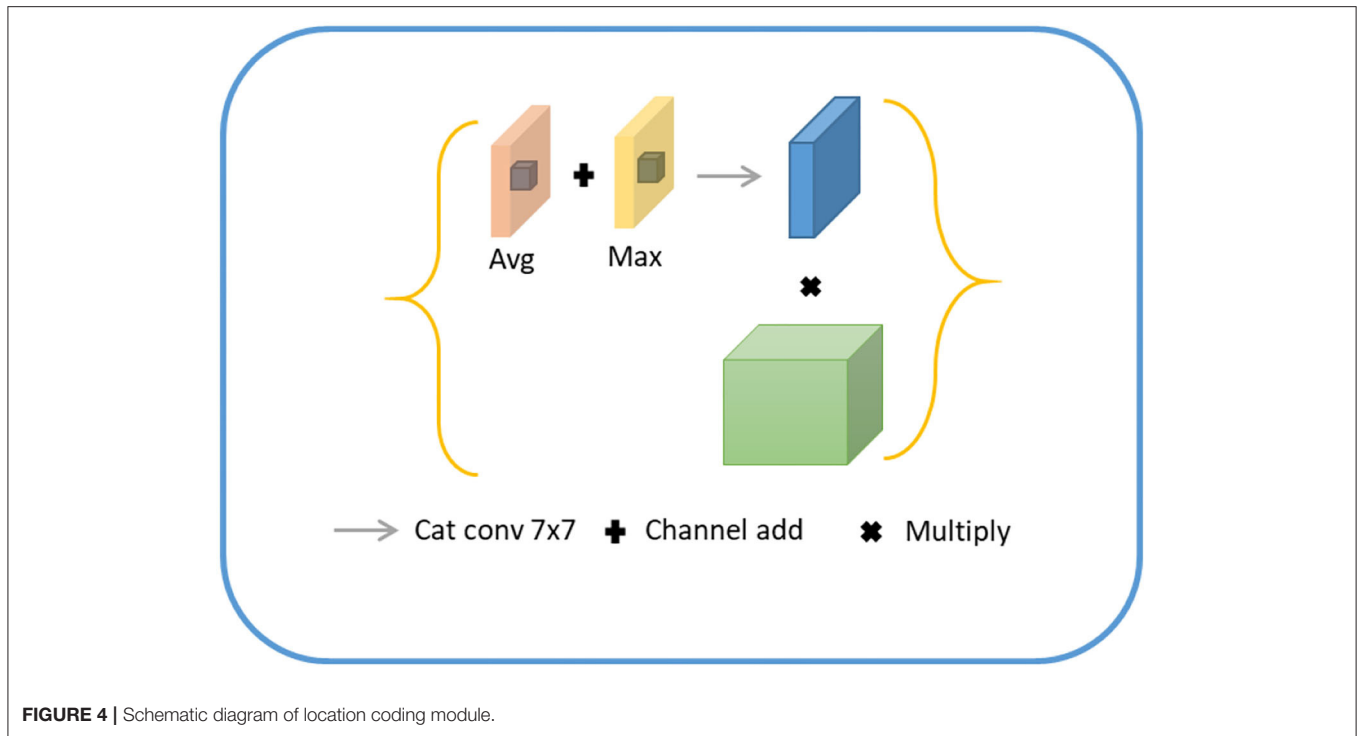 Avg Max
Cat conv 7x7 Channel add Multiply
FIGURE 4 | Schematic diagram of location coding module.